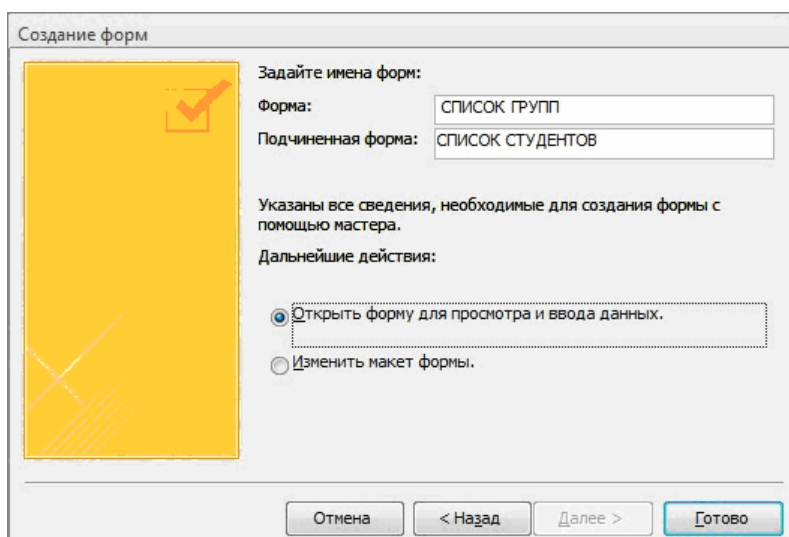 Создание форм
Задайте имена форм:
Форма: СПИСОК ГРУПП
Подчиненная форма: СПИСОК СТУДЕНТОВ
Указаны все сведения, необходимые для создания формы с
помощью мастера.
Дальнейшие действия:
Открыть форму для просмотра и ввода данных.
Изменить макет формы.
Отмена < Назад Далее > Готово